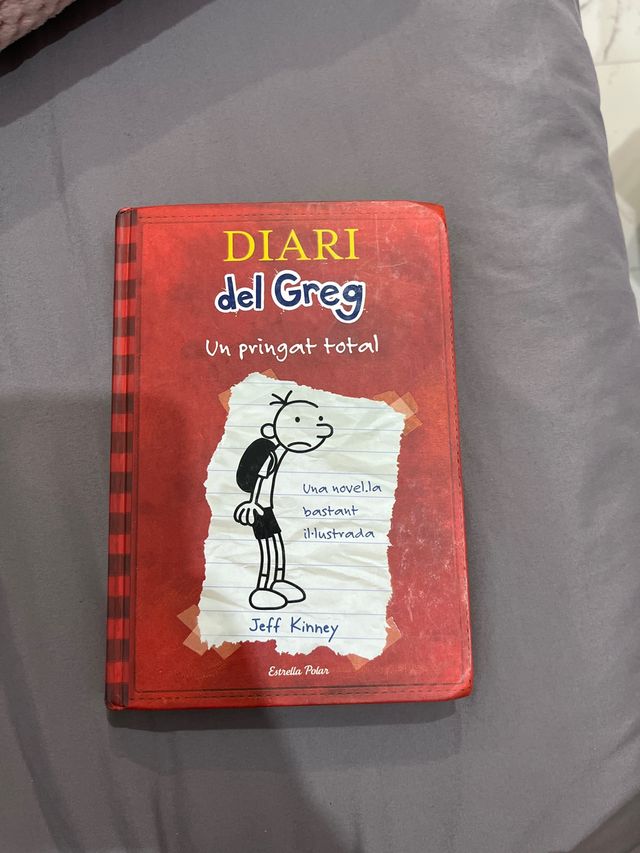 DIARI
del Greg
Un pringat total
Una novel.la
bastant
il·lustrada
Jeff Kinney
Estrella Polar